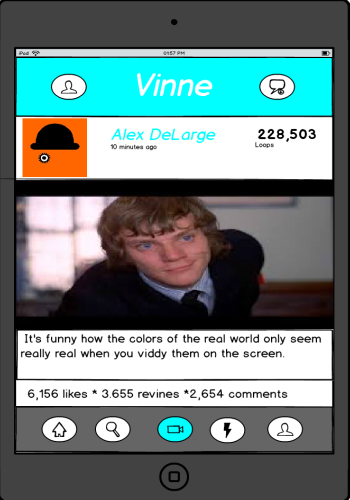 iPad 01:57 PM
Vinne
Alex DeLarge 228,503
10 minutes ago Loops
It's funny how the colors of the real world only seem
really real when you viddy them on the screen.
6,156 likes * 3.655 revines *2,654 comments